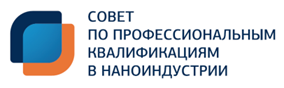 СОВЕТ
ПО ПРОФЕССИОНАЛЬНЫМ
КВАЛИФИКАЦИЯМ
В НАНОИНДУСТРИИ